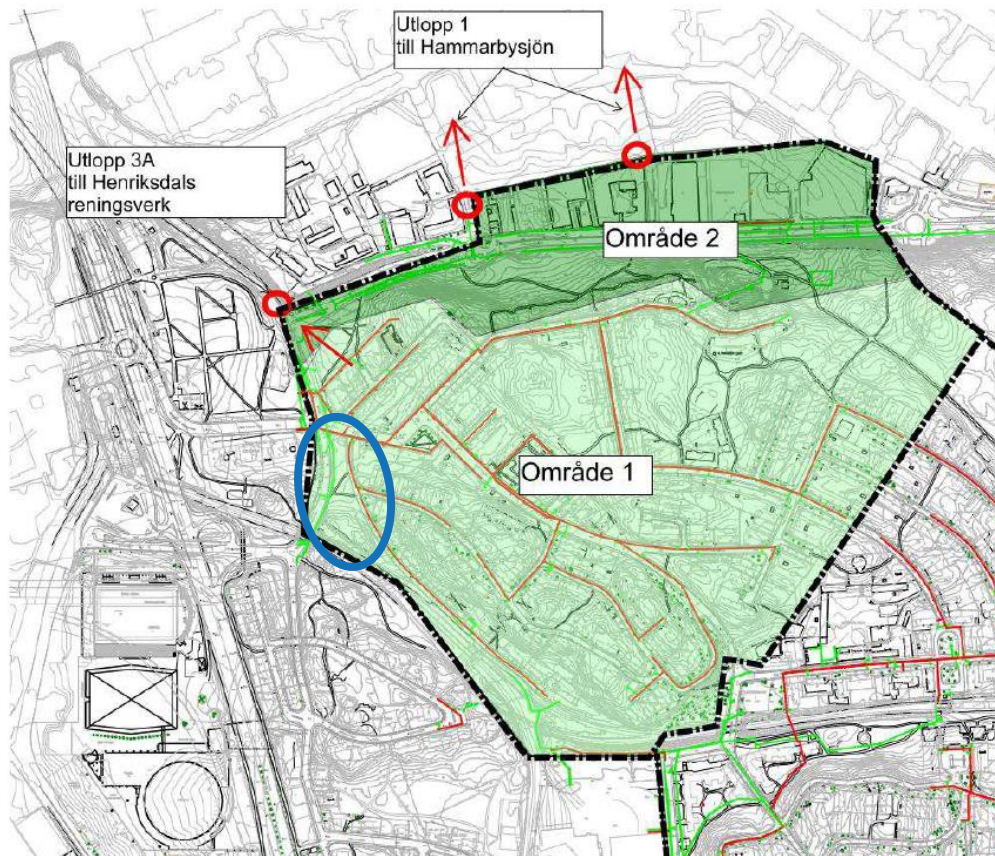 Utlopp 1
till Hammarbysjön
Utlopp 3A
till Henriksdals
reningsverk
Område 2
Område 1